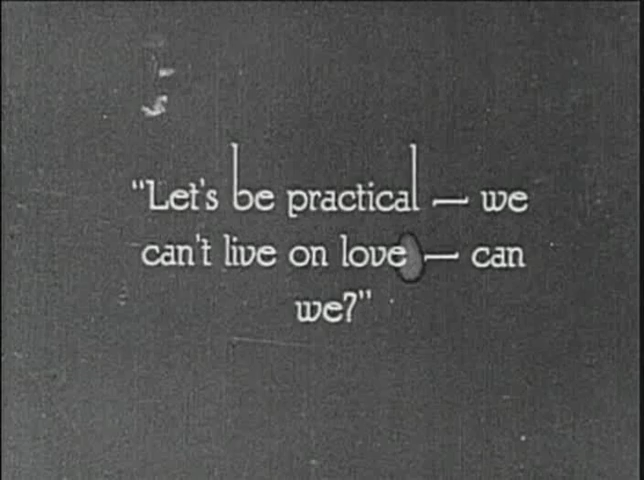 "Let's be practical — we
can't live on love — can
we?"